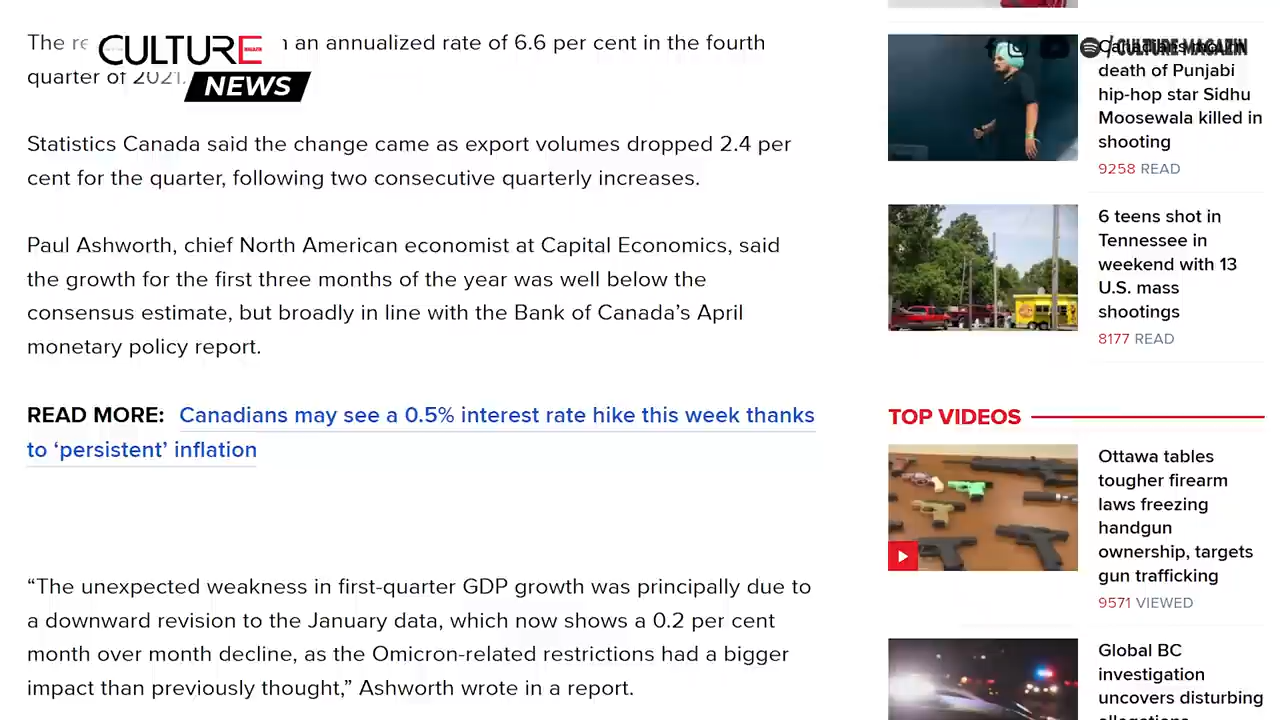 The
CULTURE
NEWS
an annualized rate of 6.6 per cent in the fourth
quarter of 2021.
Statistics Canada said the change came as export volumes dropped 2.4 per
cent for the quarter, following two consecutive quarterly increases.
Paul Ashworth, chief North American economist at Capital Economics, said
the growth for the first three months of the year was well below the
consensus estimate, but broadly in line with the Bank of Canada’s April
monetary policy report.
READ MORE: Canadians may see a 0.5% interest rate hike this week thanks
to ‘persistent’ inflation
“The unexpected weakness in first-quarter GDP growth was principally due to
a downward revision to the January data, which now shows a 0.2 per cent
month over month decline, as the Omicron-related restrictions had a bigger
impact than previously thought,” Ashworth wrote in a report.
/ CULTURE MAGAZIN
Canadians mourn
death of Punjabi
hip-hop star Sidhu
Moosewala killed in
shooting
9258 READ
6 teens shot in
Tennessee in
weekend with 13
U.S. mass
shootings
8177 READ
TOP VIDEOS
Ottawa tables
tougher firearm
laws freezing
handgun
ownership, targets
gun trafficking
9571 VIEWED
Global BC
investigation
uncovers disturbing
allegations